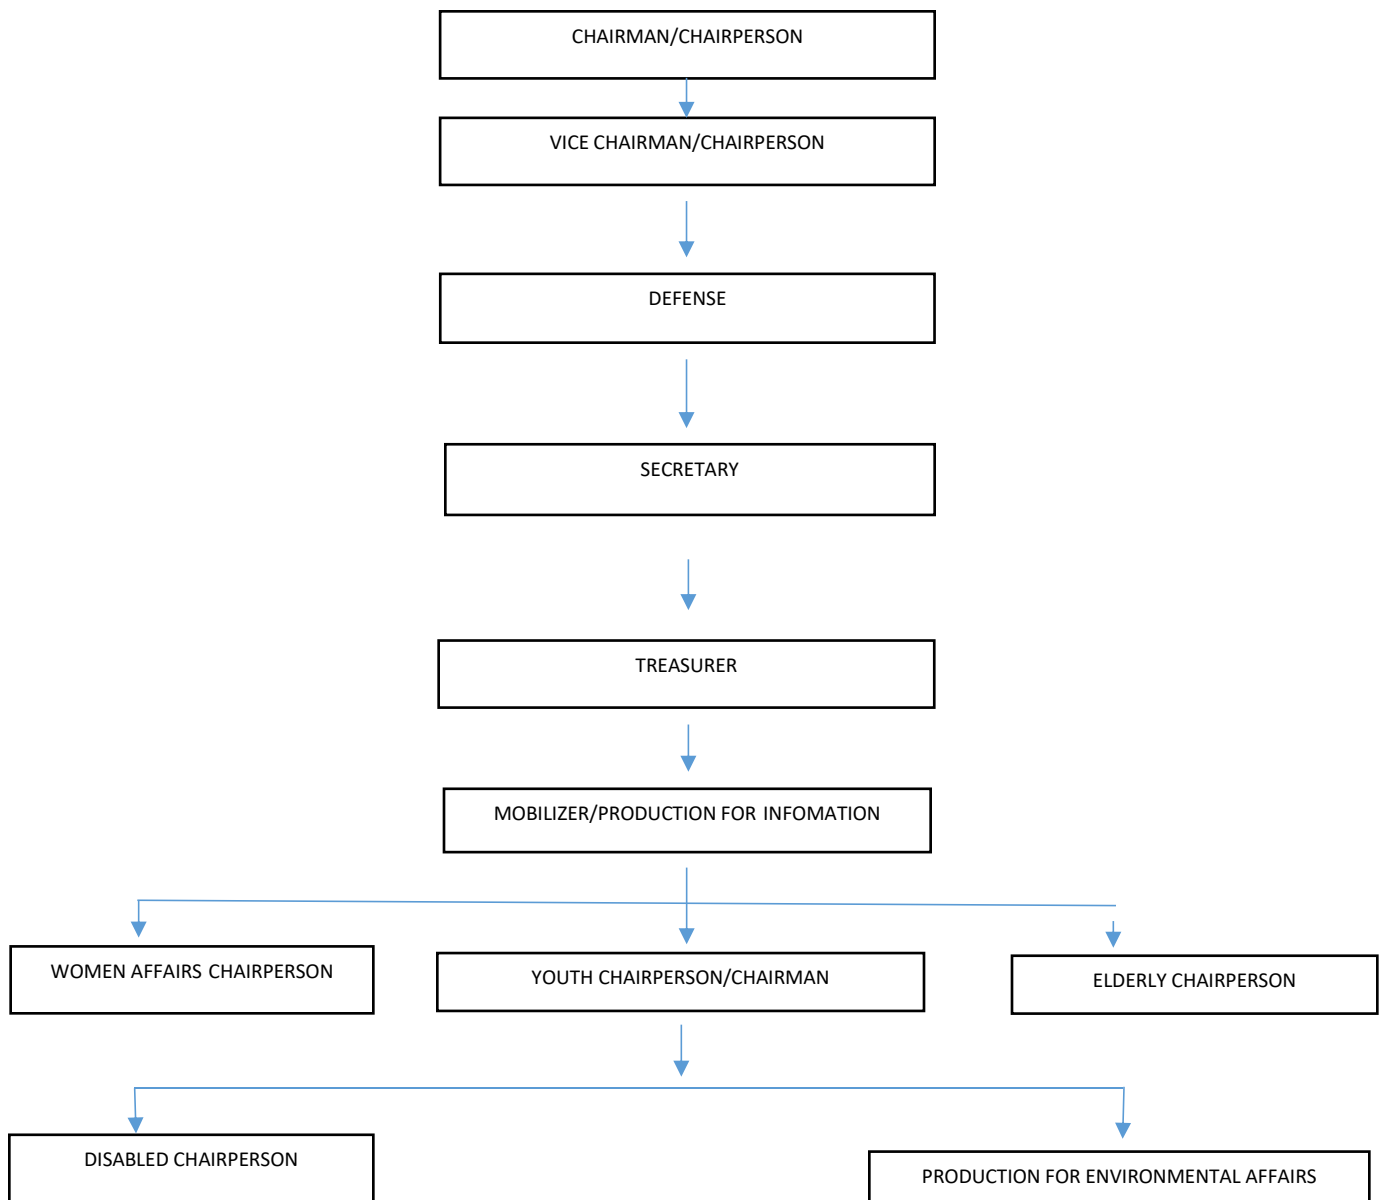 CHAIRMAN/CHAIRPERSON
VICE CHAIRMAN/CHAIRPERSON
DEFENSE
SECRETARY
TREASURER
MOBILIZER/PRODUCTION FOR INFOMATION
WOMEN AFFAIRS CHAIRPERSON
YOUTH CHAIRPERSON/CHAIRMAN
ELDERLY CHAIRPERSON
DISABLED CHAIRPERSON
PRODUCTION FOR ENVIRONMENTAL AFFAIRS